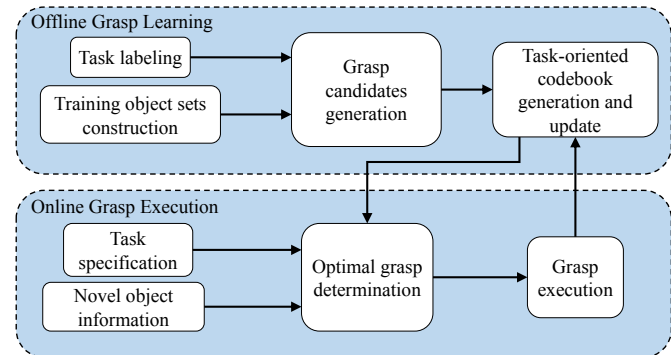 Offline Grasp Learning
Task labeling
Training object sets
construction
Grasp
candidates
generation
Task-oriented
codebook
generation and
update
Online Grasp Execution
Task
specification
Novel object
information
Optimal grasp
determination
Grasp
execution